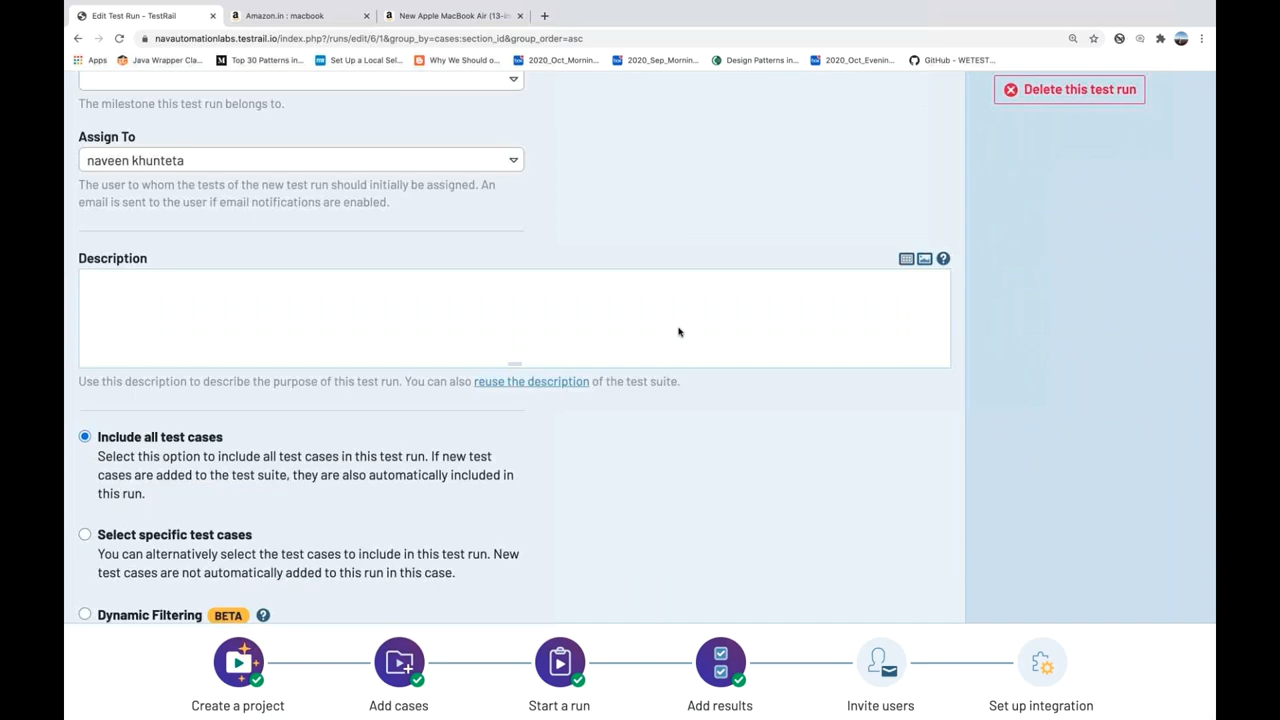 Edit Test Run - TestRail
Amazon.in : macbook
New Apple MacBook Air (13-in
navautomationlabs.testrail.io/index.php?/runs/edit/6/1&group_by=cases:section_id&group_order=asc
Apps
Java Wrapper Cla...
Top 30 Patterns in...
Set Up a Local Sel...
Why We Should o...
2020_Oct_Mornin...
2020_Sep_Mornin...
Design Patterns in...
2020_Oct_Evenin...
GitHub - WETEST...
The milestone this test run belongs to.
Delete this test run
Assign To
naveen khunteta
The user to whom the tests of the new test run should initially be assigned. An
email is sent to the user if email notifications are enabled.
Description
Use this description to describe the purpose of this test run. You can also reuse the description of the test suite.
Include all test cases
Select this option to include all test cases in this test run. If new test
cases are added to the test suite, they are also automatically included in
this run.
Select specific test cases
You can alternatively select the test cases to include in this test run. New
test cases are not automatically added to this run in this case.
Dynamic Filtering BETA
Create a project
Add cases
Start a run
Add results
Invite users
Set up integration